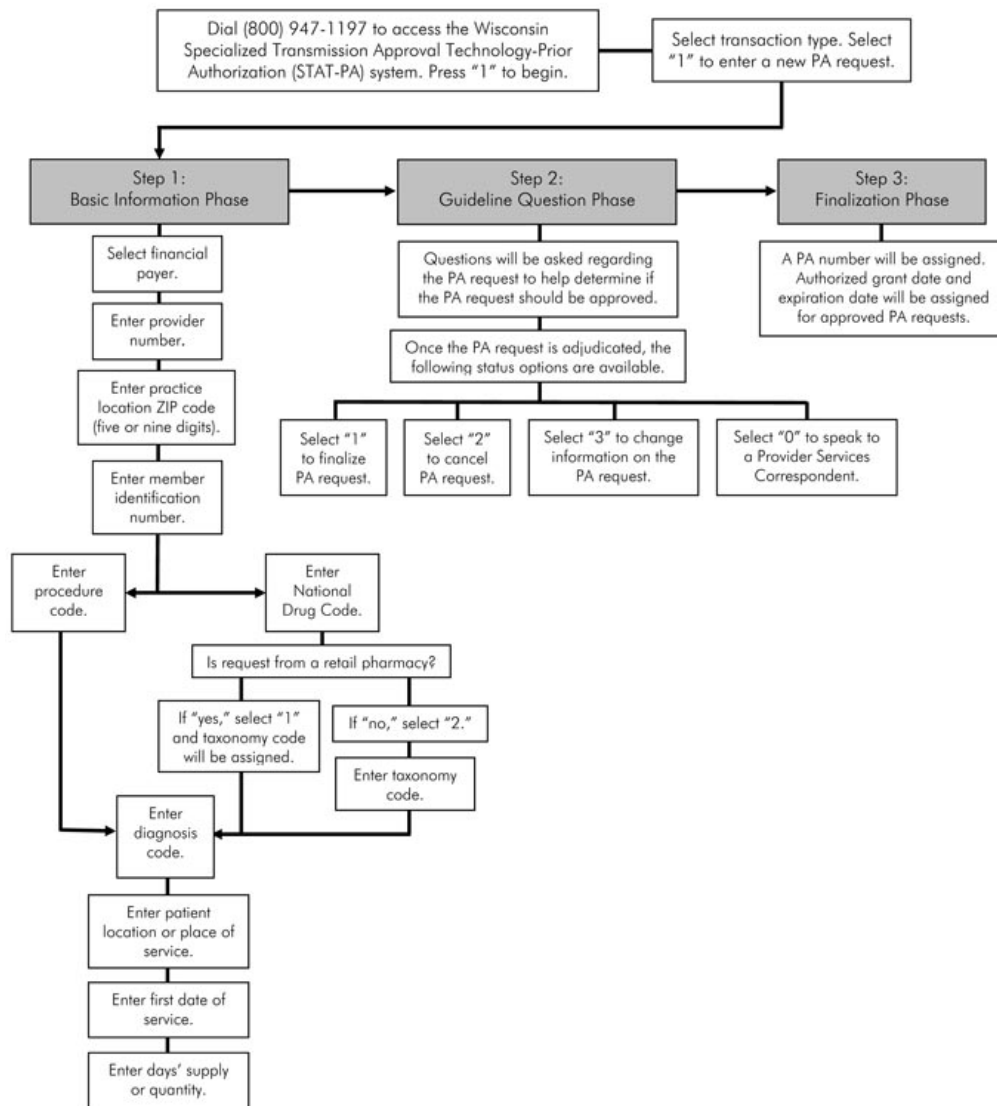 Dial (800) 947-1197 to access the Wisconsin
Specialized Transmission Approval Technology-Prior
Authorization (STAT-PA) system. Press “1” to begin.
Select transaction type. Select
“1” to enter a new PA request.
Step 1:
Basic Information Phase
Step 2:
Guideline Question Phase
Step 3:
Finalization Phase
Select financial
payer.
Enter provider
number.
Enter practice
location ZIP code
(five or nine digits).
Enter member
identification
number.
Questions will be asked regarding
the PA request to help determine if
the PA request should be approved.
Once the PA request is adjudicated, the
following status options are available.
Select “1”
to finalize
PA request.
Select “2”
to cancel
PA request.
Select “3” to change
information on the
PA request.
Select “0” to speak to
a Provider Services
Correspondent.
A PA number will be assigned.
Authorized grant date and
expiration date will be assigned
for approved PA requests.
Enter
procedure
code.
Enter
National
Drug Code.
Is request from a retail pharmacy?
If “yes,” select “1”
and taxonomy code
will be assigned.
If “no,” select “2.”
Enter taxonomy
code.
Enter
diagnosis
code.
Enter patient
location or place of
service.
Enter first date of
service.
Enter days’ supply
or quantity.